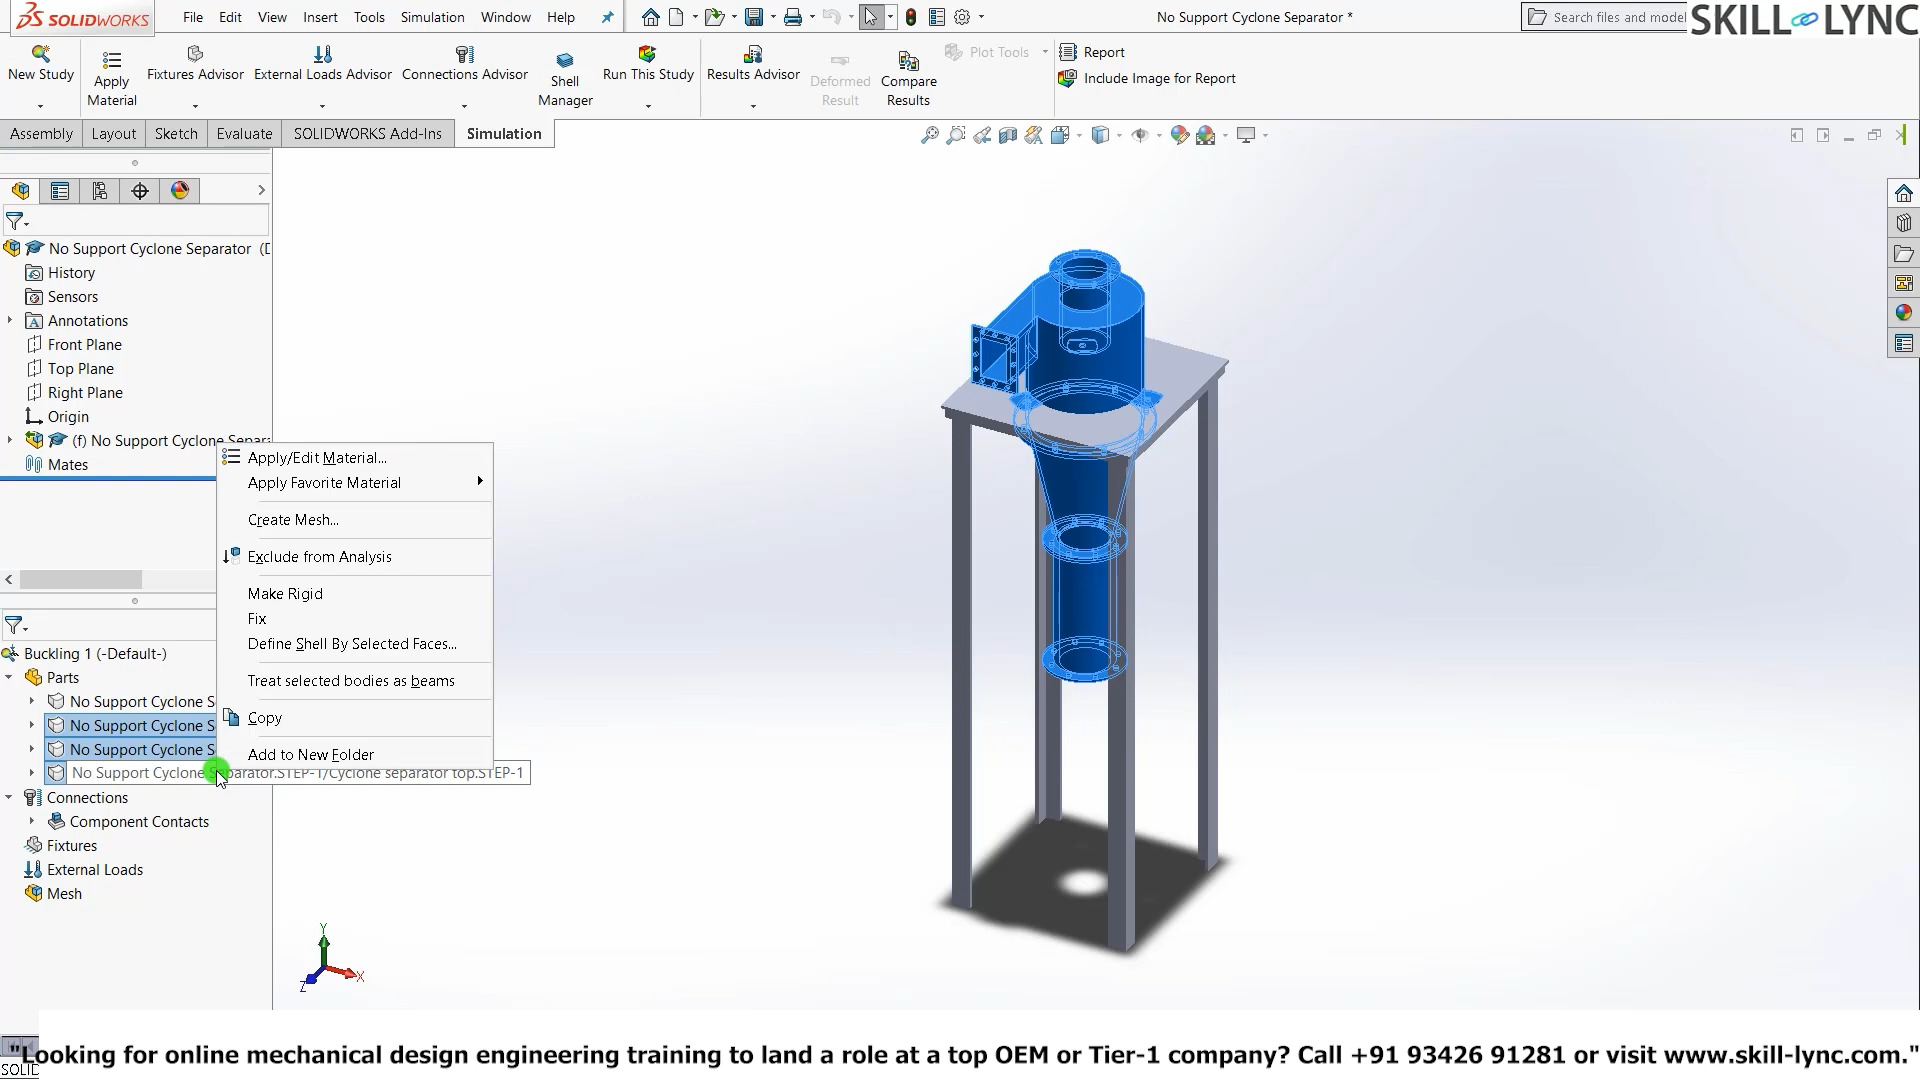 SOLIDWORKS
File Edit View Insert Tools Simulation Window Help
No Support Cyclone Separator *
Search files and model
SKILL LYNC
New Study
Apply Material
Fixtures Advisor
External Loads Advisor
Connections Advisor
Shell Manager
Run This Study
Results Advisor
Deformed Result
Compare Results
Plot Tools
Report
Include Image for Report
Assembly Layout Sketch Evaluate SOLIDWORKS Add-Ins Simulation
No Support Cyclone Separator (D
History
Sensors
Annotations
Front Plane
Top Plane
Right Plane
Origin
(f) No Support Cyclone Separa
Mates
Apply/Edit Material...
Apply Favorite Material
Create Mesh...
Exclude from Analysis
Make Rigid
Fix
Define Shell By Selected Faces...
Treat selected bodies as beams
Copy
Add to New Folder
Buckling 1 (-Default-)
Parts
No Support Cyclone S
No Support Cyclone S
No Support Cyclone S
No Support Cyclone Separator.STEP-1/Cyclone separator top.STEP-1
Connections
Component Contacts
Fixtures
External Loads
Mesh
Y
X
Z
"Looking for online mechanical design engineering training to land a role at a top OEM or Tier-1 company? Call +91 93426 91281 or visit www.skill-lync.com."
SOLID